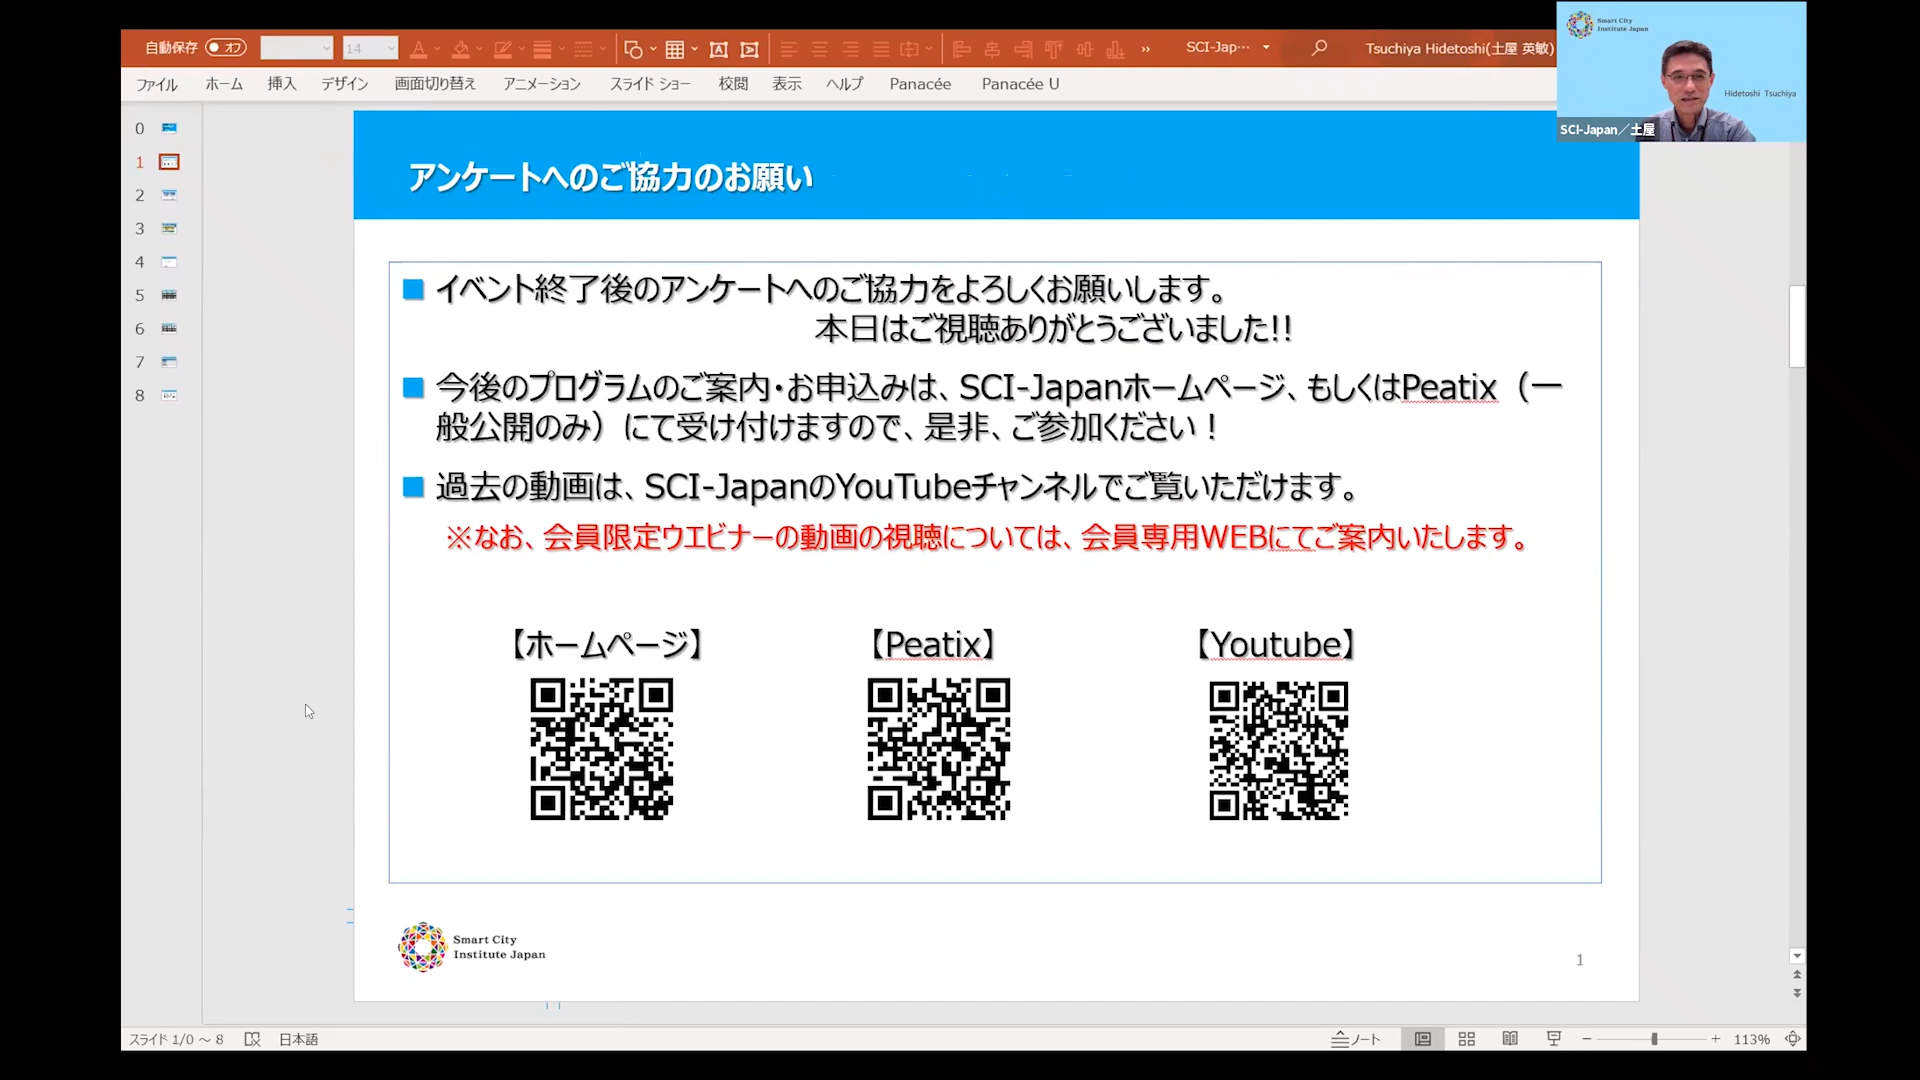 自動保存 オフ
14
SCI-Jap…
Tsuchiya Hidetoshi(土屋 英敏)
Smart City
Institute Japan
Hidetoshi Tsuchiya
SCI-Japan／土屋
ファイル ホーム 挿入 デザイン 画面切り替え アニメーション スライド ショー 校閲 表示 ヘルプ Panacée Panacée U
0
1
2
3
4
5
6
7
8
アンケートへのご協力のお願い
イベント終了後のアンケートへのご協力をよろしくお願いします。
本日はご視聴ありがとうございました!!
今後のプログラムのご案内・お申込みは、SCI-Japanホームページ、もしくはPeatix（一
般公開のみ）にて受け付けますので、是非、ご参加ください！
過去の動画は、SCI-JapanのYouTubeチャンネルでご覧いただけます。
※なお、会員限定ウエビナーの動画の視聴については、会員専用WEBにてご案内いたします。
【ホームページ】 【Peatix】 【Youtube】
Smart City
Institute Japan
1
スライド 1/0 ～ 8 日本語 ノート 113%